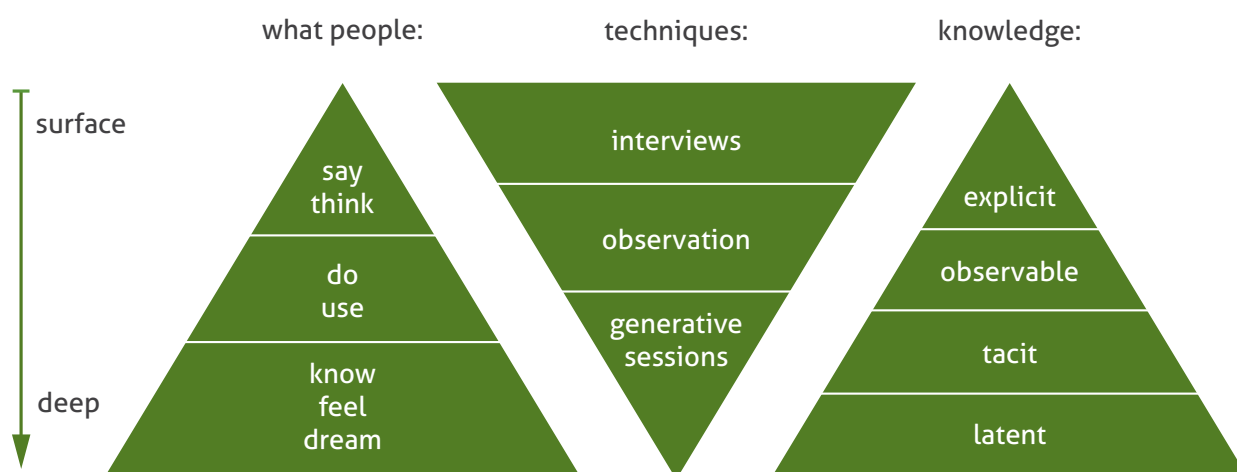 what people:
techniques:
knowledge:
surface
deep
say
think
do
use
know
feel
dream
interviews
observation
generative
sessions
explicit
observable
tacit
latent